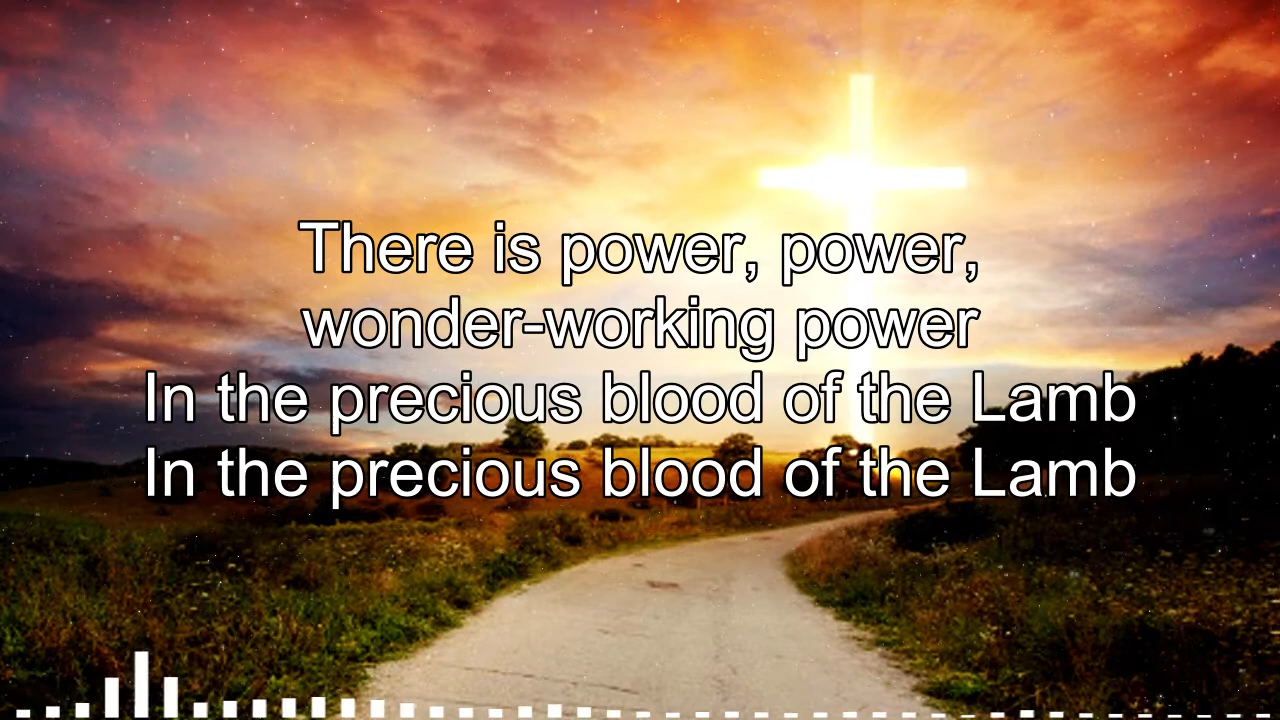 There is power, power,
wonder-working power
In the precious blood of the Lamb
In the precious blood of the Lamb